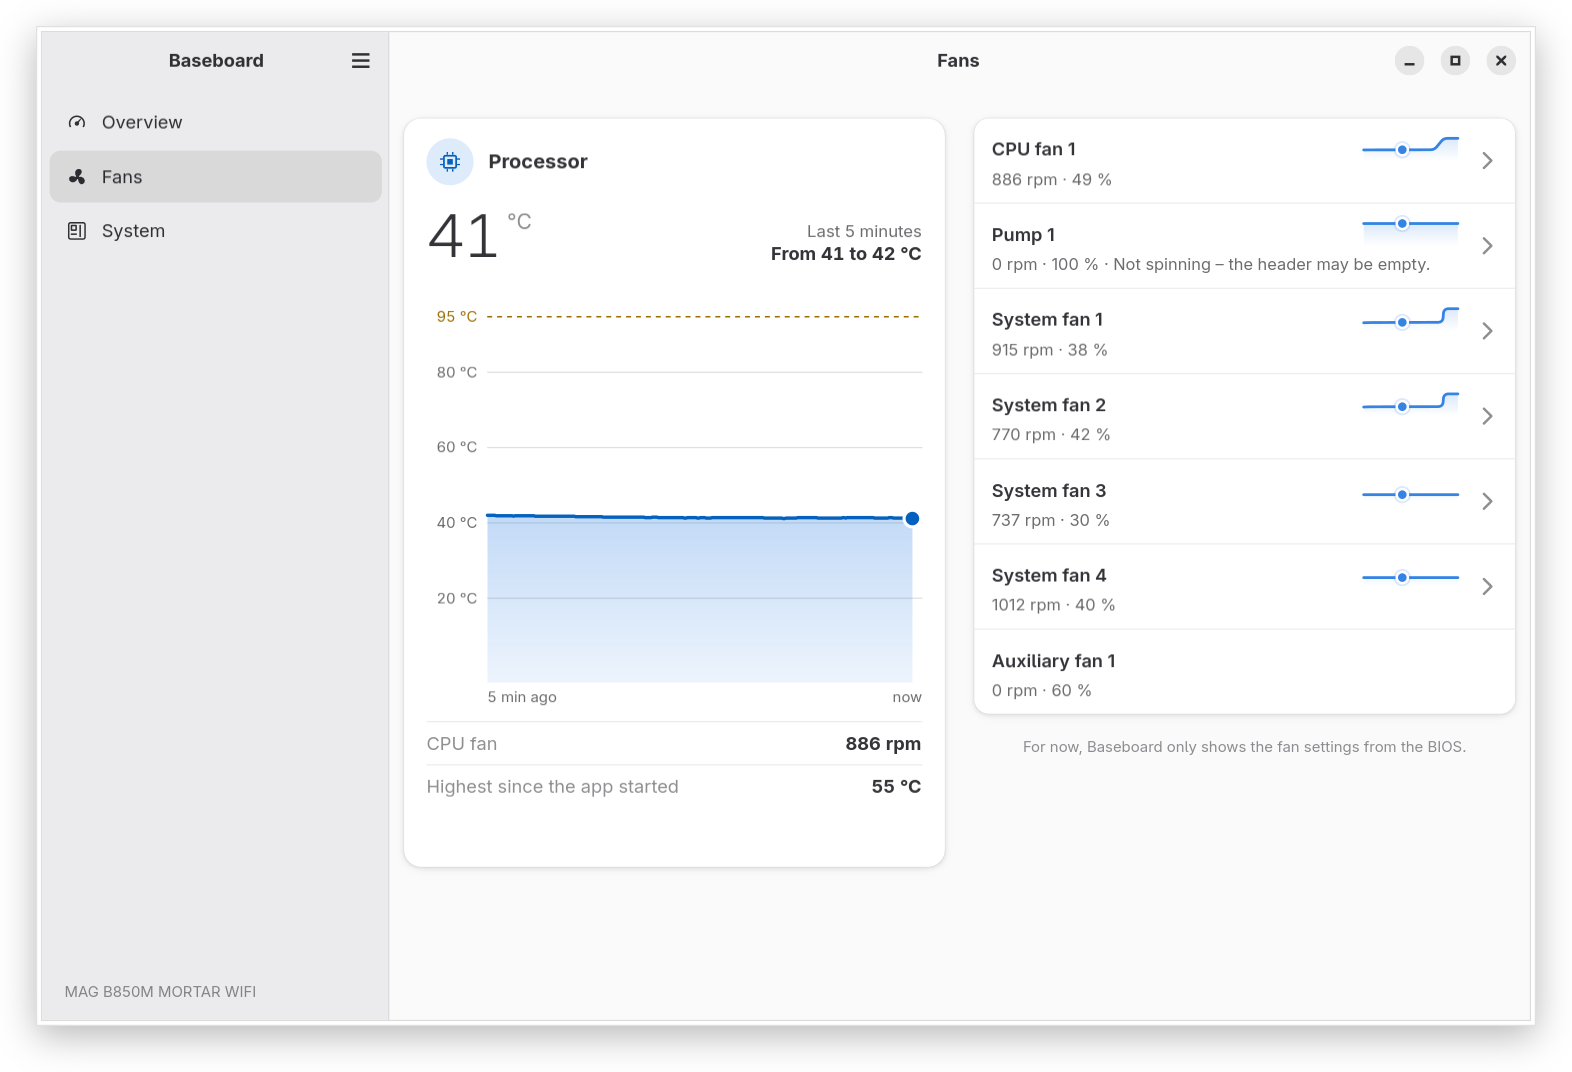 Baseboard
Overview
Fans
System
MAG B850M MORTAR WIFI
Fans
Processor
41 °C
Last 5 minutes
From 41 to 42 °C
95 °C
80 °C
60 °C
40 °C
20 °C
5 min ago now
CPU fan 886 rpm
Highest since the app started 55 °C
CPU fan 1
886 rpm · 49 %
Pump 1
0 rpm · 100 % · Not spinning – the header may be empty.
System fan 1
915 rpm · 38 %
System fan 2
770 rpm · 42 %
System fan 3
737 rpm · 30 %
System fan 4
1012 rpm · 40 %
Auxiliary fan 1
0 rpm · 60 %
For now, Baseboard only shows the fan settings from the BIOS.